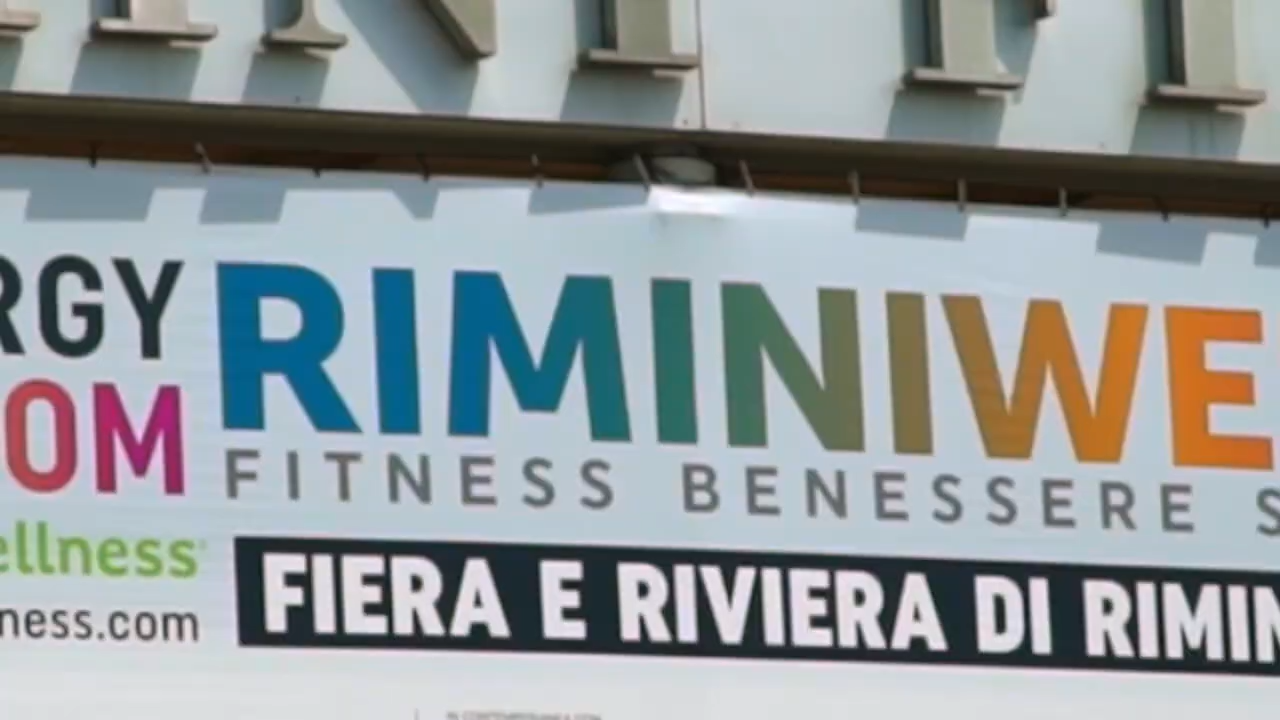 RGY
OM
ellness
ness.com
RIMINIWE
FITNESS BENESSERE S
FIERA E RIVIERA DI RIMIN